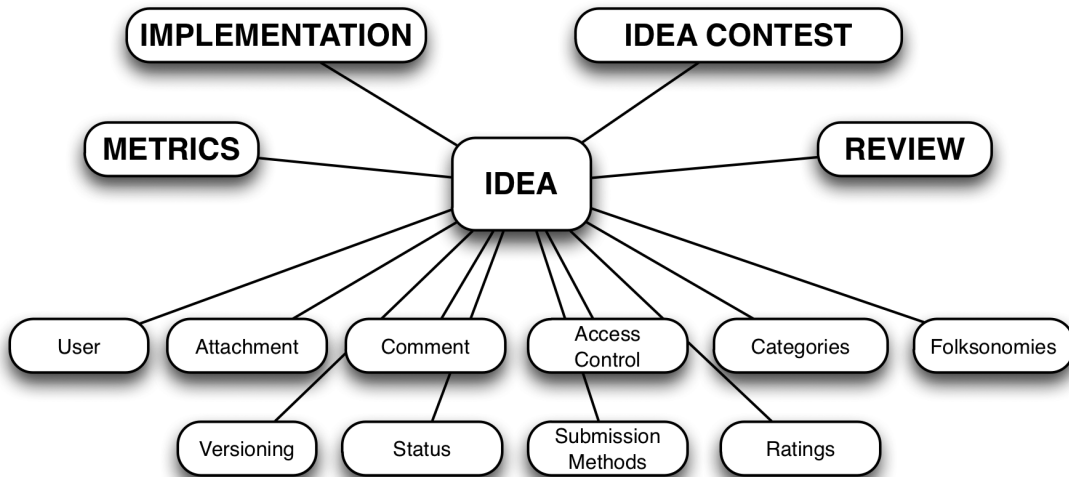 IMPLEMENTATION
IDEA CONTEST
METRICS
REVIEW
IDEA
User
Attachment
Comment
Access
Control
Categories
Folksonomies
Versioning
Status
Submission
Methods
Ratings